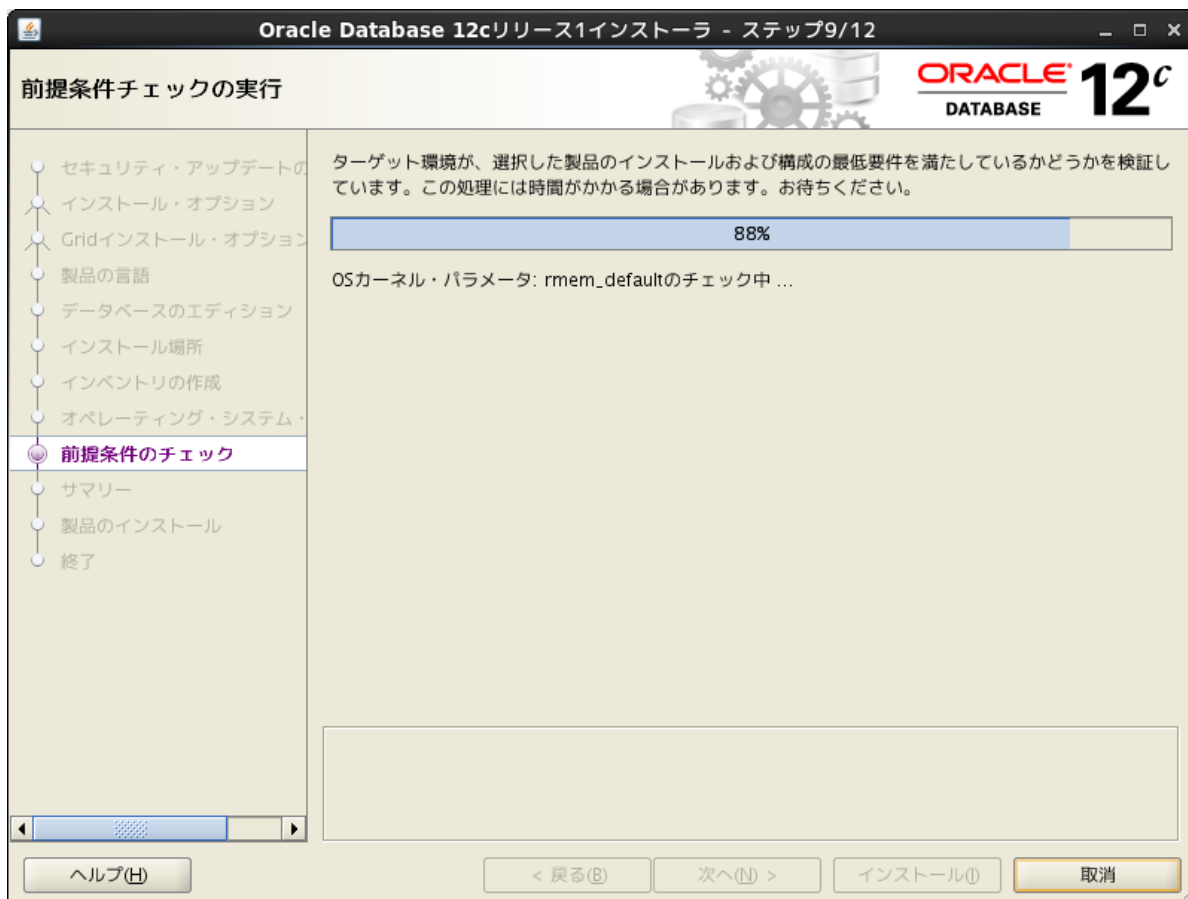 Oracle Database 12cリリース1インストーラ - ステップ9/12
前提条件チェックの実行
ORACLE
DATABASE
12c
セキュリティ・アップデートの
インストール・オプション
Gridインストール・オプション
製品の言語
データベースのエディション
インストール場所
インベントリの作成
オペレーティング・システム・
前提条件のチェック
サマリー
製品のインストール
終了
ターゲット環境が、選択した製品のインストールおよび構成の最低要件を満たしているかどうかを検証し
ています。この処理には時間がかかる場合があります。お待ちください。
88%
OSカーネル・パラメータ: rmem_defaultのチェック中 ...
ヘルプ(H)
< 戻る(B)
次へ(N) >
インストール(I)
取消